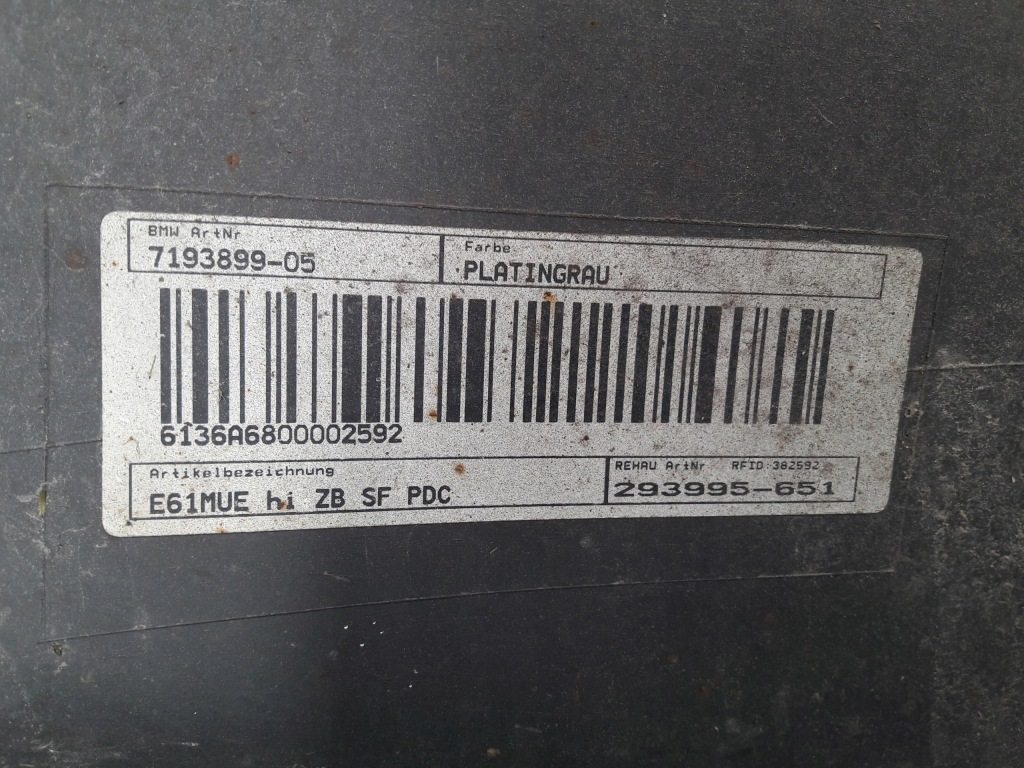 BMW ArtNr
7193899-05
Farbe
PLATINGRAU
6136A6800002592
Artikelbezeichnung
E61MUE hi ZB SF PDC
REHAU ArtNr RFID:382592
293995-651